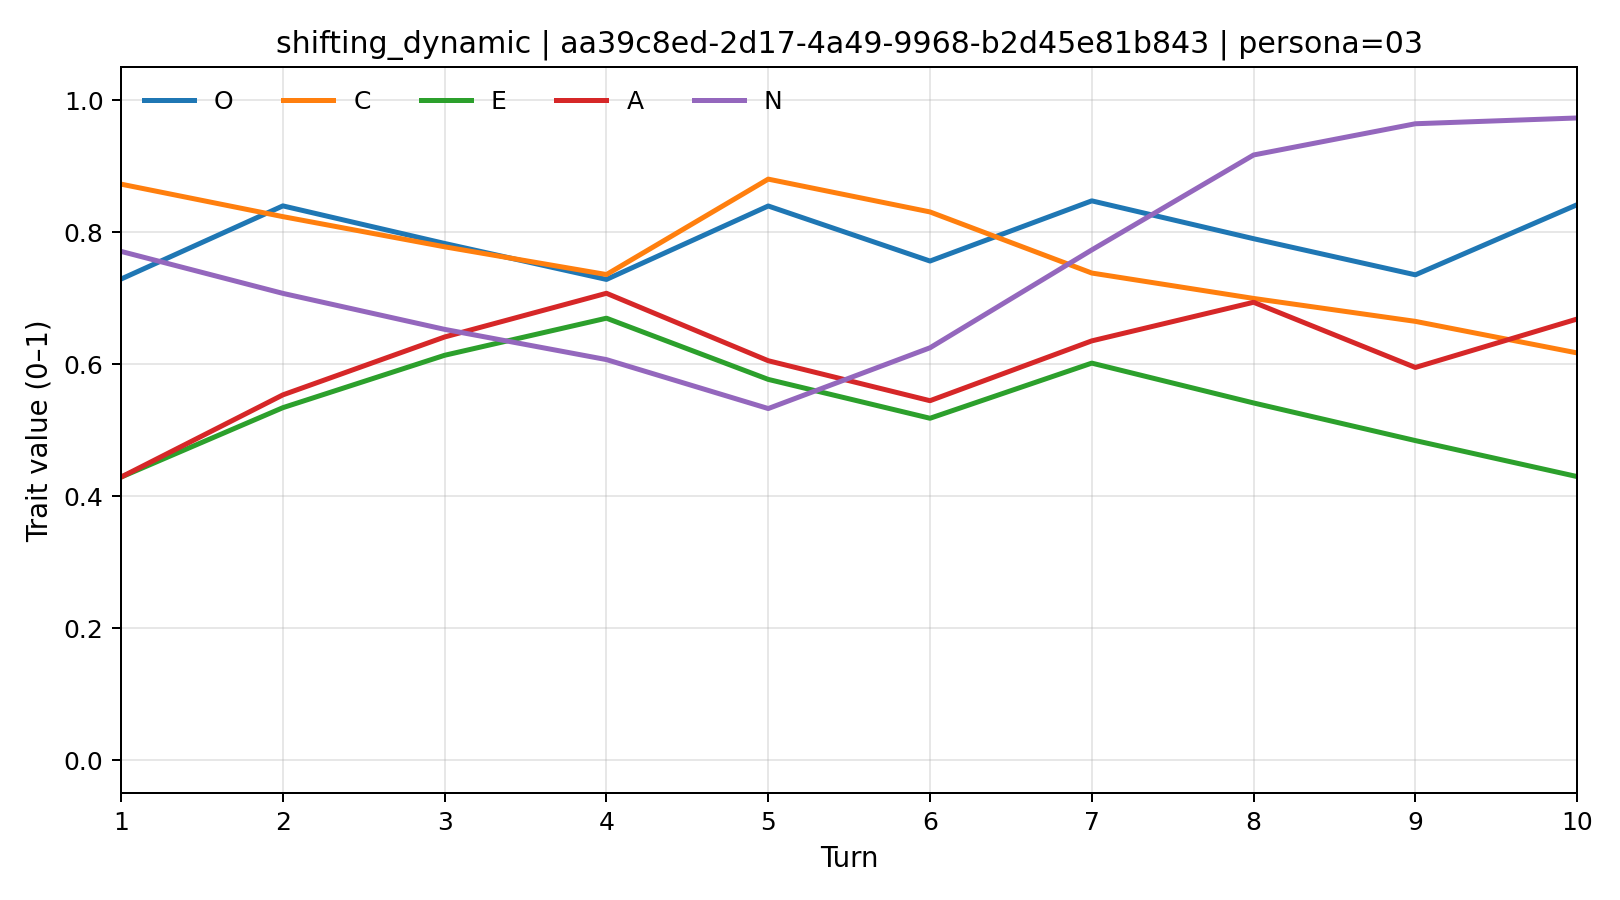 shifting_dynamic | aa39c8ed-2d17-4a49-9968-b2d45e81b843 | persona=03
O C E A N
1.0
0.8
0.6
0.4
0.2
0.0
Trait value (0–1)
1 2 3 4 5 6 7 8 9 10
Turn